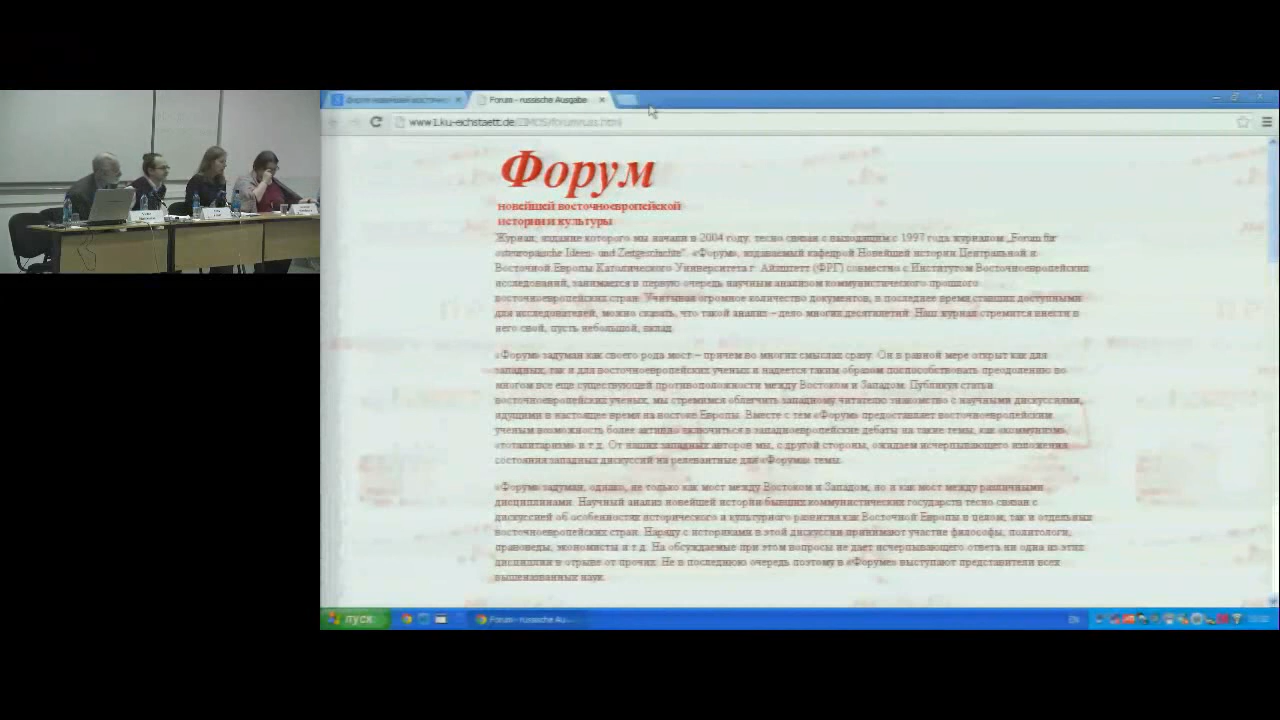 Forum - russische Ausgabe
www1.ku-eichstaett.de/ZIMOS/forumruss.html
Форум
новейшей восточноевропейской
истории и культуры
Журнал, издание которого мы начали в 2004 году, тесно связан с выходящим с 1997 года журналом „Forum für
osteuropäische Ideen- und Zeitgeschichte“. «Форум», издаваемый кафедрой Новейшей истории Центральной и
Восточной Европы Католического Университета г. Айхштетт (ФРГ) совместно с Институтом Восточноевропейских
исследований, занимается в первую очередь научным анализом коммунистического прошлого
восточноевропейских стран. Учитывая огромное количество документов, в последнее время ставших доступными
для исследователей, можно сказать, что такой анализ – дело многих десятилетий. Наш журнал стремится внести в
него свой, пусть небольшой, вклад.
«Форум» задуман как своего рода мост – причем во многих смыслах сразу. Он в равной мере открыт как для
западных, так и для восточноевропейских ученых и надеется таким образом поспособствовать преодолению во
многом все еще существующей противоположности между Востоком и Западом. Публикуя статьи
восточноевропейских ученых, мы стремимся облегчить западному читателю знакомство с научными дискуссиями,
идущими в настоящее время на востоке Европы. Вместе с тем «Форум» предоставляет восточноевропейским
ученым возможность более активно включиться в западноевропейские дебаты на такие темы, как «коммунизм»,
«тоталитаризм» и т.д. От наших западных авторов мы, с другой стороны, ожидаем исчерпывающего изложения
состояния западных дискуссий на релевантные для «Форума» темы.
«Форум» задуман, однако, не только как мост между Востоком и Западом, но и как мост между различными
дисциплинами. Научный анализ новейшей истории бывших коммунистических государств тесно связан с
дискуссией об особенностях исторического и культурного развития как Восточной Европы в целом, так и отдельных
восточноевропейских стран. Наряду с историками в этой дискуссии принимают участие философы, политологи,
правоведы, экономисты и т.д. На обсуждаемые при этом вопросы не дает исчерпывающего ответа ни одна из этих
дисциплин в отрыве от прочих. Не в последнюю очередь поэтому в «Форуме» выступают представители всех
вышеназванных наук.
пуск
Forum - russische Au...
EN